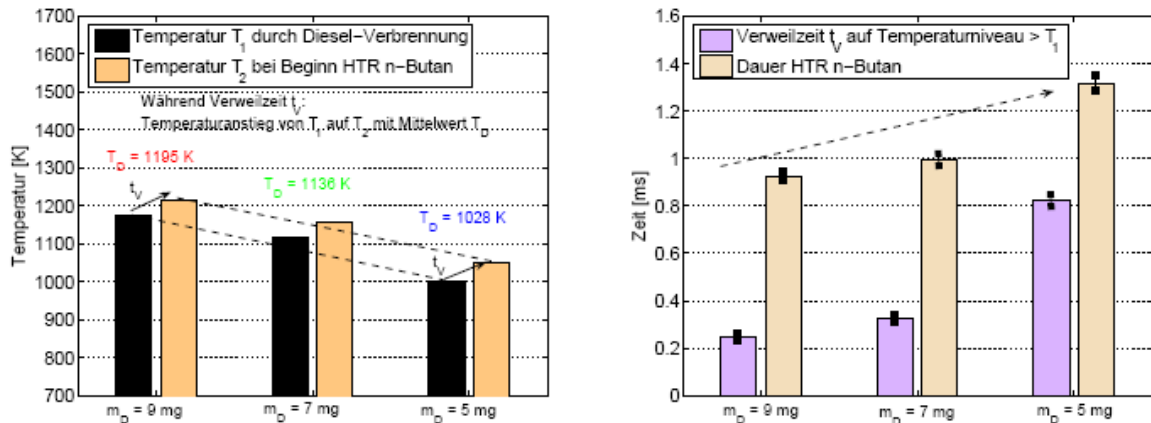 1700
1600
1500
1400
1300
1200
1100
1000
900
800
700
Temperatur [K]
Temperatur T1 durch Diesel-Verbrennung
Temperatur T2 bei Beginn HTR n-Butan
Während Verweilzeit tV:
Temperaturanstieg von T1 auf T2 mit Mittelwert TD
TD = 1195 K
TD = 1136 K
TD = 1028 K
tV
tV
mD = 9 mg
mD = 7 mg
mD = 5 mg
1.6
1.4
1.2
1
0.8
0.6
0.4
0.2
0
Zeit [ms]
Verweilzeit tV auf Temperaturniveau > T1
Dauer HTR n-Butan
mD = 9 mg
mD = 7 mg
mD = 5 mg